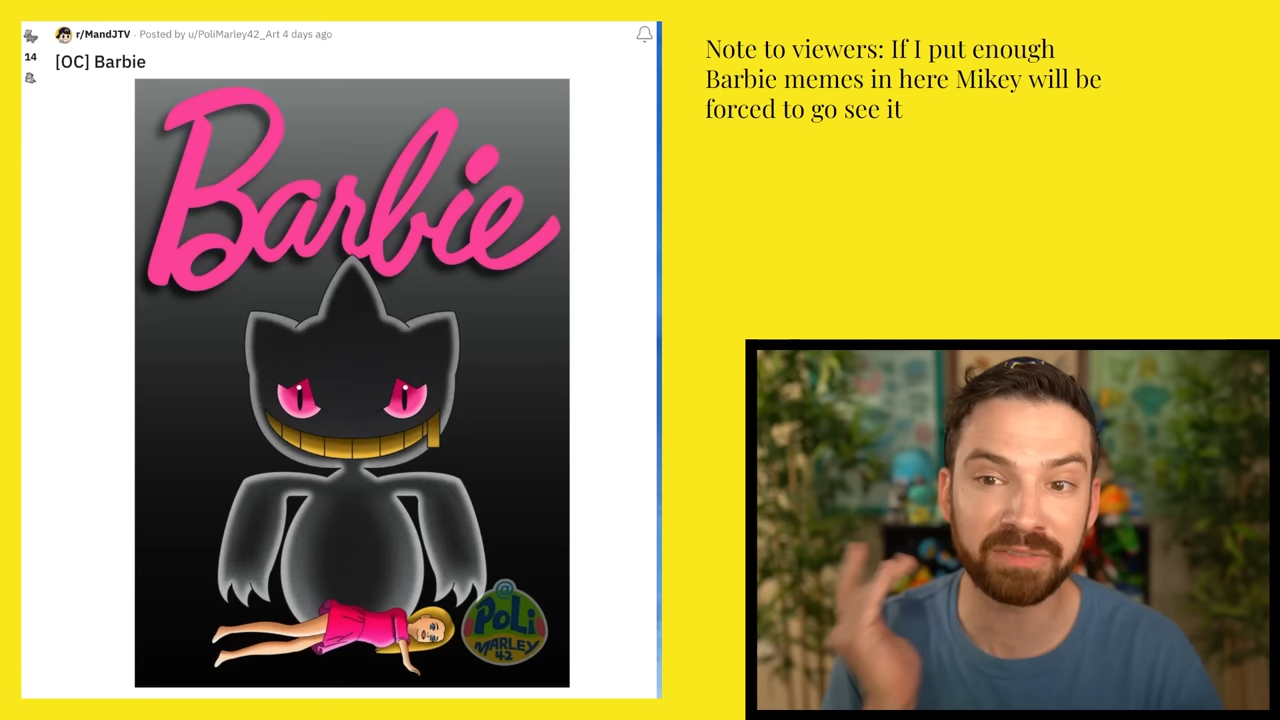 r/MandJTV · Posted by u/PoliMarley42_Art 4 days ago
14
[OC] Barbie
Barbie
@
PoLi
MARLEY
42
Note to viewers: If I put enough
Barbie memes in here Mikey will be
forced to go see it